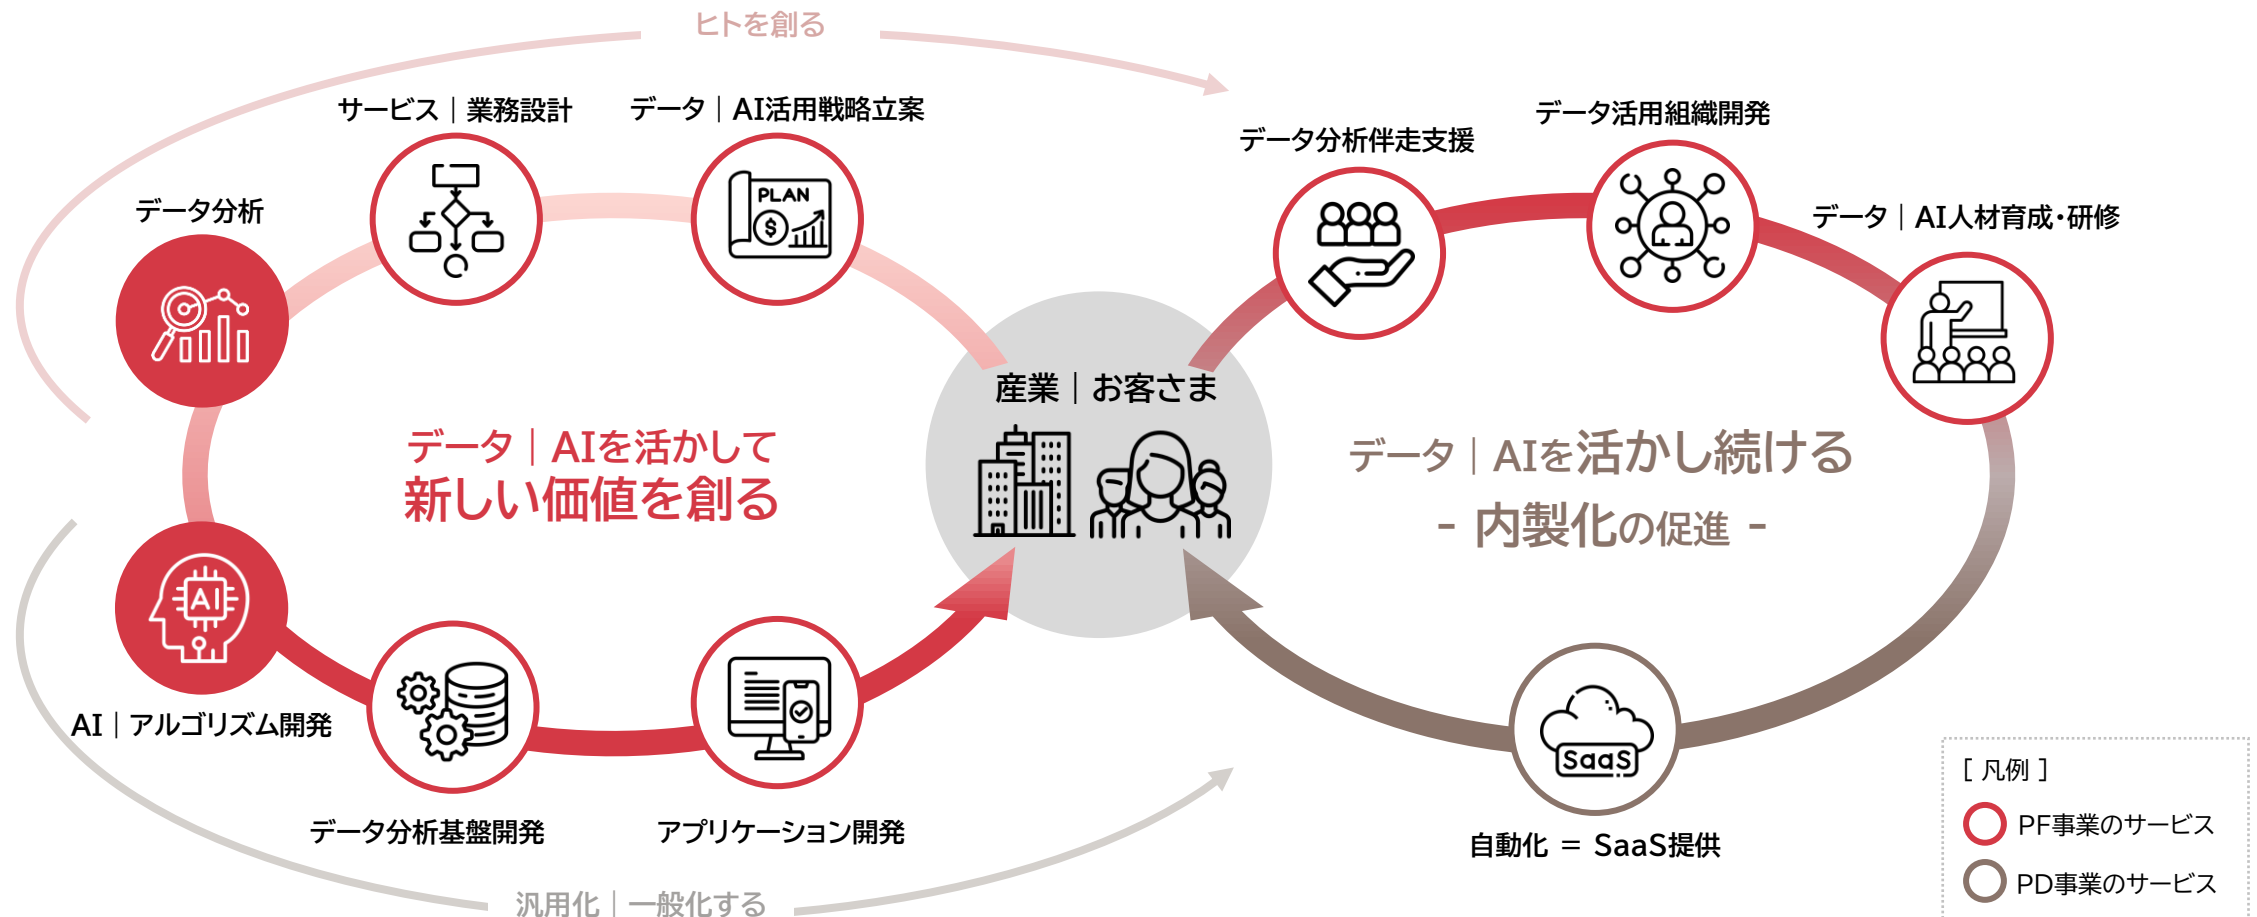 ヒトを創る
サービス｜業務設計
データ｜AI活用戦略立案
データ分析
PLAN
$
データ｜AIを活かして
新しい価値を創る
AI
AI｜アルゴリズム開発
データ分析基盤開発
アプリケーション開発
汎用化｜一般化する
産業｜お客さま
データ分析伴走支援
データ活用組織開発
データ｜AI人材育成・研修
データ｜AIを活かし続ける
- 内製化の促進 -
SaaS
自動化 ＝ SaaS提供
［ 凡例 ］
PF事業のサービス
PD事業のサービス